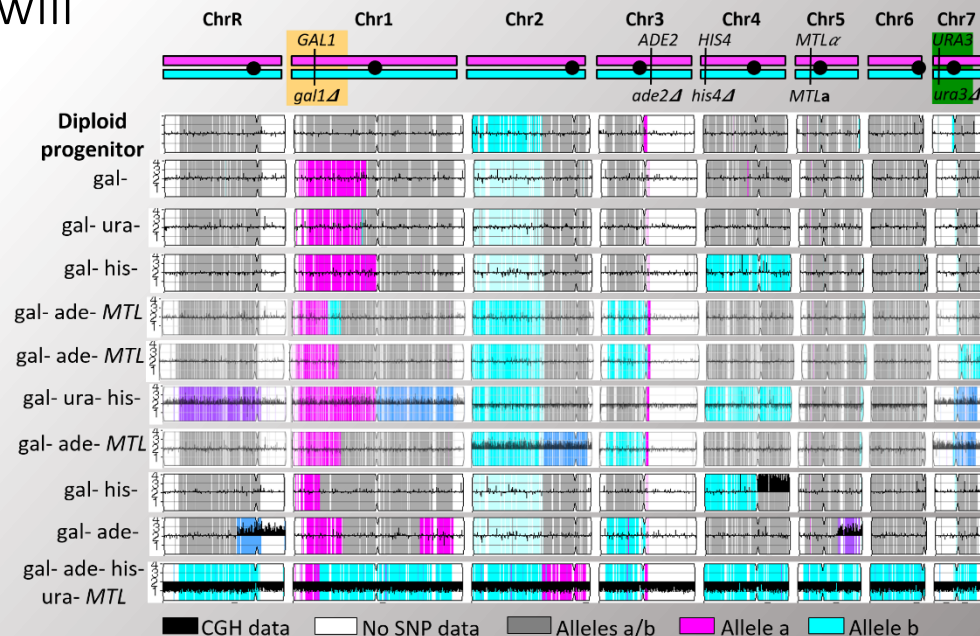 WIII
ChrR Chr1 Chr2 Chr3 Chr4 Chr5 Chr6 Chr7
GAL1 ADE2 HIS4 MTLα URA3
gal1Δ ade2Δ his4Δ MTLa ura3Δ
Diploid
progenitor
gal-
gal- ura-
gal- his-
gal- ade- MTL
gal- ade- MTL
gal- ura- his-
gal- ade- MTL
gal- his-
gal- ade-
gal- ade- his-
ura- MTL
CGH data No SNP data Alleles a/b Allele a Allele b